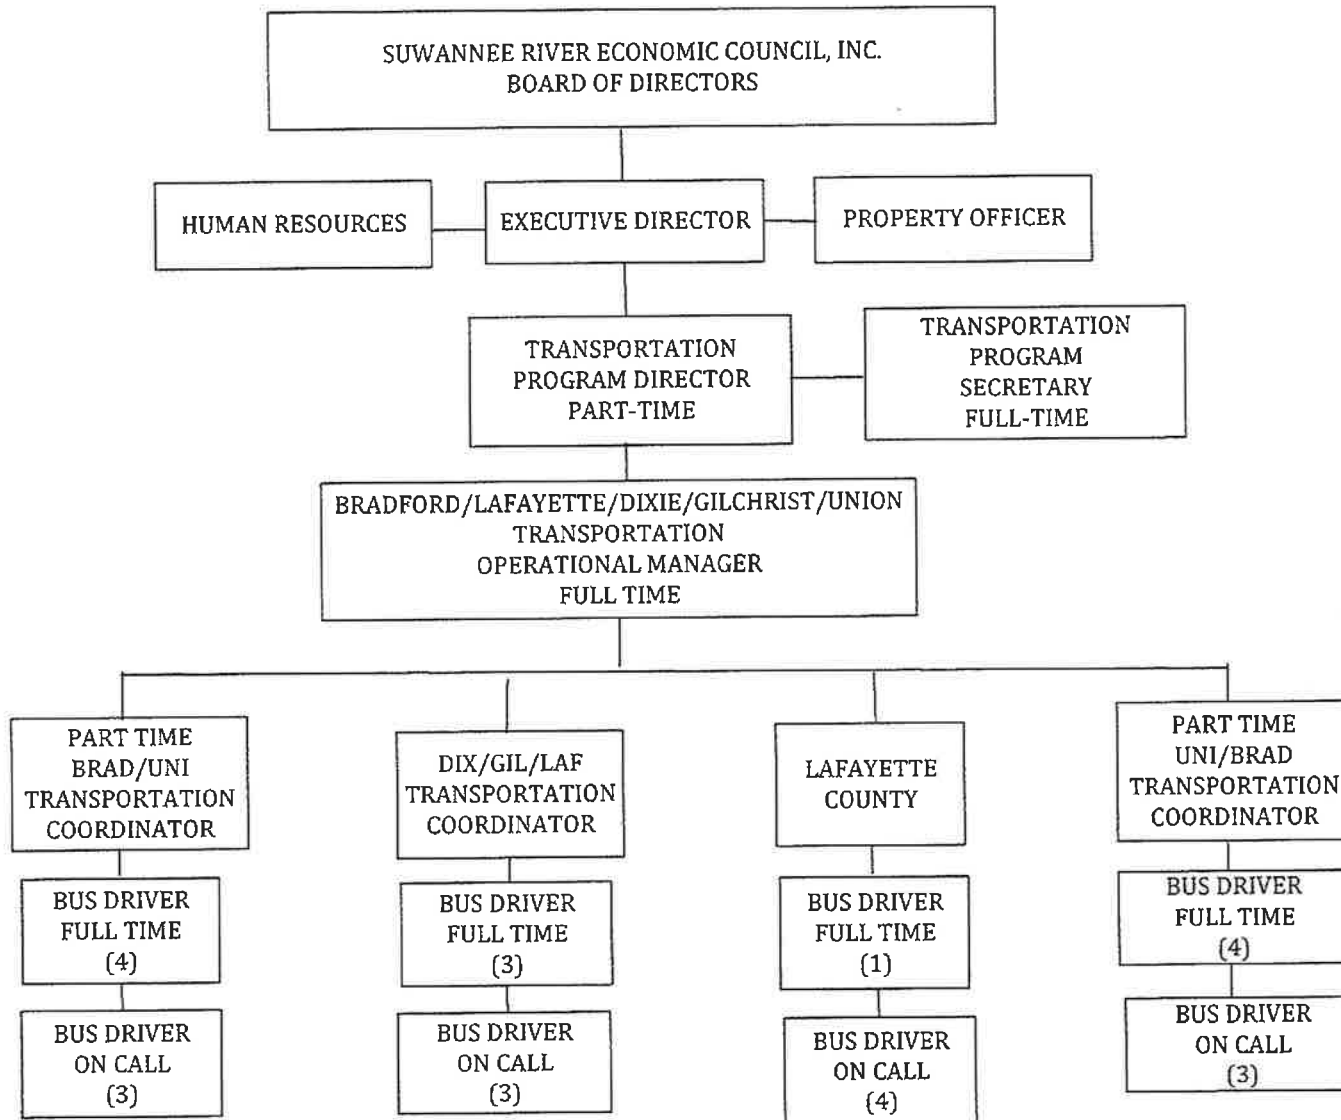 SUWANNEE RIVER ECONOMIC COUNCIL, INC.
BOARD OF DIRECTORS
HUMAN RESOURCES
EXECUTIVE DIRECTOR
PROPERTY OFFICER
TRANSPORTATION
PROGRAM DIRECTOR
PART-TIME
TRANSPORTATION
PROGRAM
SECRETARY
FULL-TIME
BRADFORD/LAFAYETTE/DIXIE/GILCHRIST/UNION
TRANSPORTATION
OPERATIONAL MANAGER
FULL TIME
PART TIME
BRAD/UNI
TRANSPORTATION
COORDINATOR
DIX/GIL/LAF
TRANSPORTATION
COORDINATOR
LAFAYETTE
COUNTY
PART TIME
UNI/BRAD
TRANSPORTATION
COORDINATOR
BUS DRIVER
FULL TIME
(4)
BUS DRIVER
FULL TIME
(3)
BUS DRIVER
FULL TIME
(1)
BUS DRIVER
FULL TIME
(4)
BUS DRIVER
ON CALL
(3)
BUS DRIVER
ON CALL
(3)
BUS DRIVER
ON CALL
(4)
BUS DRIVER
ON CALL
(3)